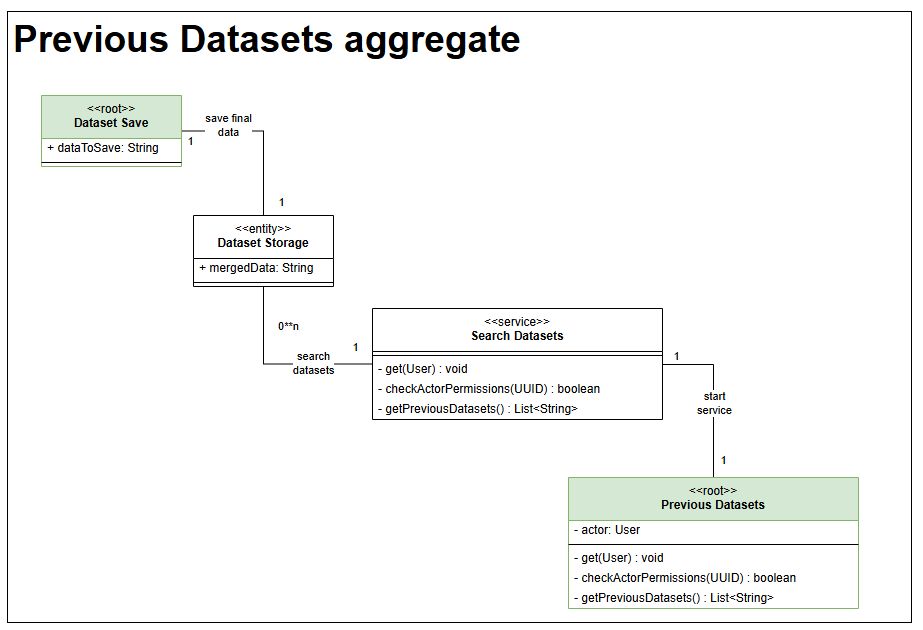 Previous Datasets aggregate
<<root>>
Dataset Save
+ dataToSave: String
save final
data
1
1
<<entity>>
Dataset Storage
+ mergedData: String
0**n
search
datasets
1
<<service>>
Search Datasets
- get(User) : void
- checkActorPermissions(UUID) : boolean
- getPreviousDatasets() : List<String>
1
start
service
1
<<root>>
Previous Datasets
- actor: User
- get(User) : void
- checkActorPermissions(UUID) : boolean
- getPreviousDatasets() : List<String>